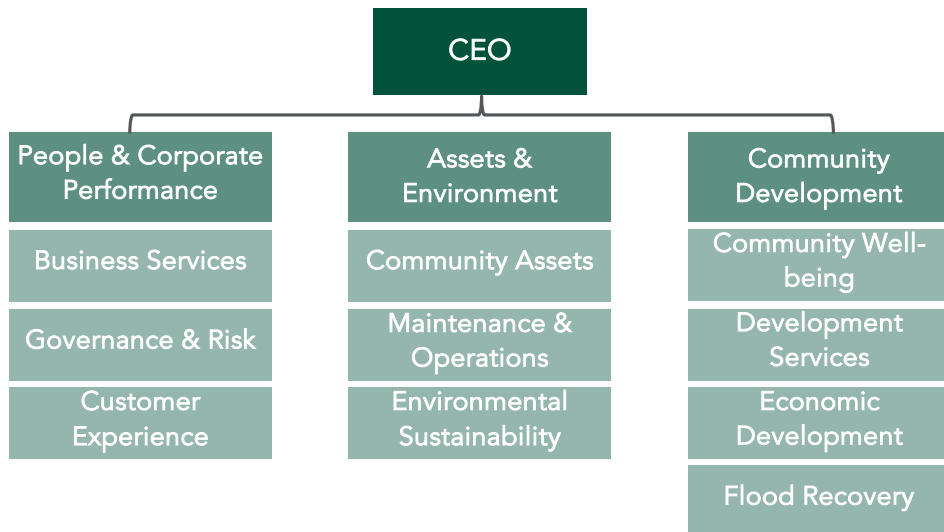 CEO
People & Corporate
Performance
Business Services
Governance & Risk
Customer
Experience
Assets &
Environment
Community Assets
Maintenance &
Operations
Environmental
Sustainability
Community
Development
Community Well-
being
Development
Services
Economic
Development
Flood Recovery